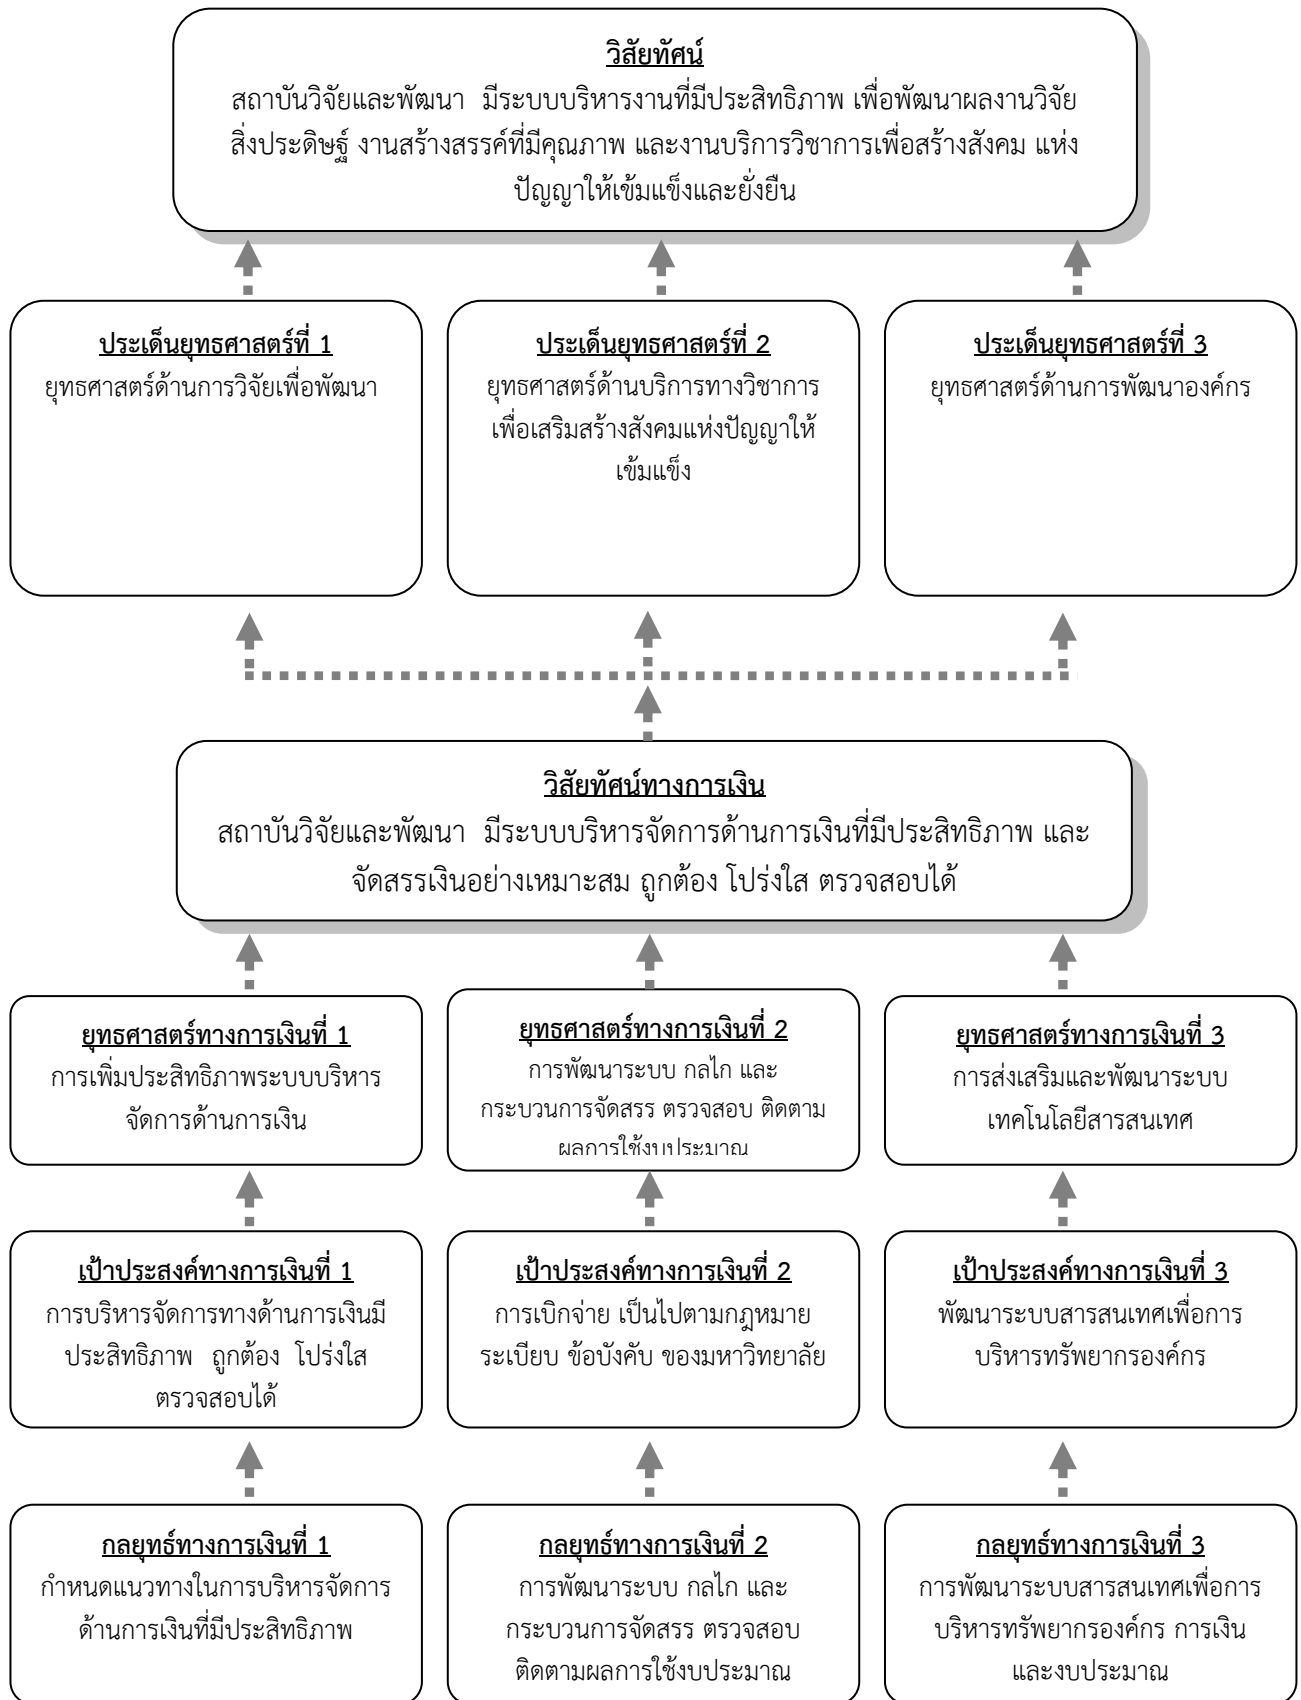 วิสัยทัศน์
สถาบันวิจัยและพัฒนา มีระบบบริหารงานที่มีประสิทธิภาพ เพื่อพัฒนาผลงานวิจัย
สิ่งประดิษฐ์ งานสร้างสรรค์ที่มีคุณภาพ และงานบริการวิชาการเพื่อสร้างสังคม แห่ง
ปัญญาให้เข้มแข็งและยั่งยืน
ประเด็นยุทธศาสตร์ที่ 1
ยุทธศาสตร์ด้านการวิจัยเพื่อพัฒนา
ประเด็นยุทธศาสตร์ที่ 2
ยุทธศาสตร์ด้านบริการทางวิชาการ
เพื่อเสริมสร้างสังคมแห่งปัญญาให้
เข้มแข็ง
ประเด็นยุทธศาสตร์ที่ 3
ยุทธศาสตร์ด้านการพัฒนาองค์กร
วิสัยทัศน์ทางการเงิน
สถาบันวิจัยและพัฒนา มีระบบบริหารจัดการด้านการเงินที่มีประสิทธิภาพ และ
จัดสรรเงินอย่างเหมาะสม ถูกต้อง โปร่งใส ตรวจสอบได้
ยุทธศาสตร์ทางการเงินที่ 1
การเพิ่มประสิทธิภาพระบบบริหาร
จัดการด้านการเงิน
ยุทธศาสตร์ทางการเงินที่ 2
การพัฒนาระบบ กลไก และ
กระบวนการจัดสรร ตรวจสอบ ติดตาม
ผลการใช้งบประมาณ
ยุทธศาสตร์ทางการเงินที่ 3
การส่งเสริมและพัฒนาระบบ
เทคโนโลยีสารสนเทศ
เป้าประสงค์ทางการเงินที่ 1
การบริหารจัดการทางด้านการเงินมี
ประสิทธิภาพ ถูกต้อง โปร่งใส
ตรวจสอบได้
เป้าประสงค์ทางการเงินที่ 2
การเบิกจ่าย เป็นไปตามกฎหมาย
ระเบียบ ข้อบังคับ ของมหาวิทยาลัย
เป้าประสงค์ทางการเงินที่ 3
พัฒนาระบบสารสนเทศเพื่อการ
บริหารทรัพยากรองค์กร
กลยุทธ์ทางการเงินที่ 1
กำหนดแนวทางในการบริหารจัดการ
ด้านการเงินที่มีประสิทธิภาพ
กลยุทธ์ทางการเงินที่ 2
การพัฒนาระบบ กลไก และ
กระบวนการจัดสรร ตรวจสอบ
ติดตามผลการใช้งบประมาณ
กลยุทธ์ทางการเงินที่ 3
การพัฒนาระบบสารสนเทศเพื่อการ
บริหารทรัพยากรองค์กร การเงิน
และงบประมาณ